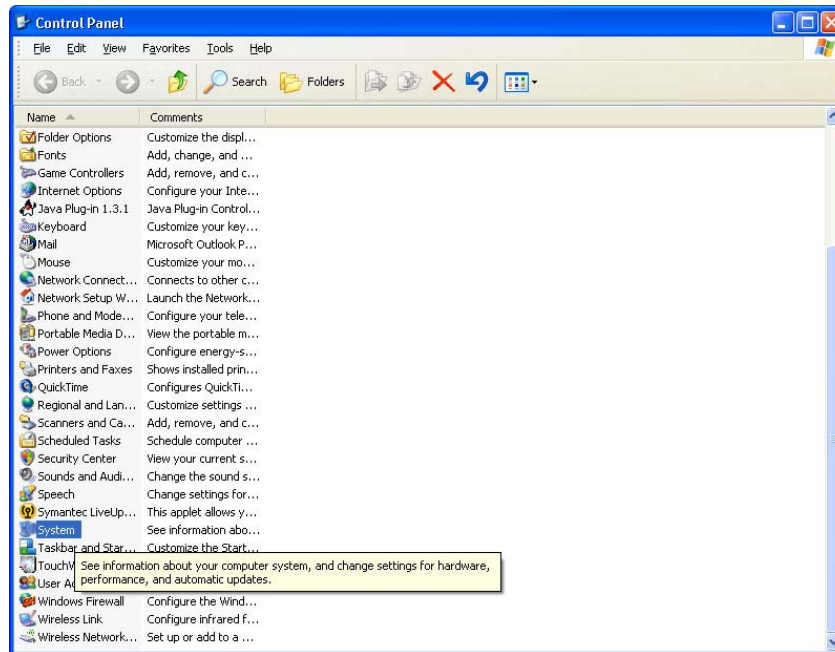 Control Panel
File Edit View Favorites Tools Help
Back Search Folders
Name Comments
Folder Options Customize the displ...
Fonts Add, change, and ...
Game Controllers Add, remove, and c...
Internet Options Configure your Inte...
Java Plug-in 1.3.1 Java Plug-in Control...
Keyboard Customize your key...
Mail Microsoft Outlook P...
Mouse Customize your mo...
Network Connect... Connects to other c...
Network Setup W... Launch the Network...
Phone and Mode... Configure your tele...
Portable Media D... View the portable m...
Power Options Configure energy-s...
Printers and Faxes Shows installed prin...
QuickTime Configures QuickTi...
Regional and Lan... Customize settings ...
Scanners and Ca... Add, remove, and c...
Scheduled Tasks Schedule computer ...
Security Center View your current s...
Sounds and Audi... Change the sound s...
Speech Change settings for...
Symantec LiveUp... This applet allows y...
System See information abo...
Taskbar and Star... Customize the Start...
TouchW See information about your computer system, and change settings for hardware,
User Ac performance, and automatic updates.
Windows Firewall Configure the Wind...
Wireless Link Configure infrared f...
Wireless Network... Set up or add to a ...